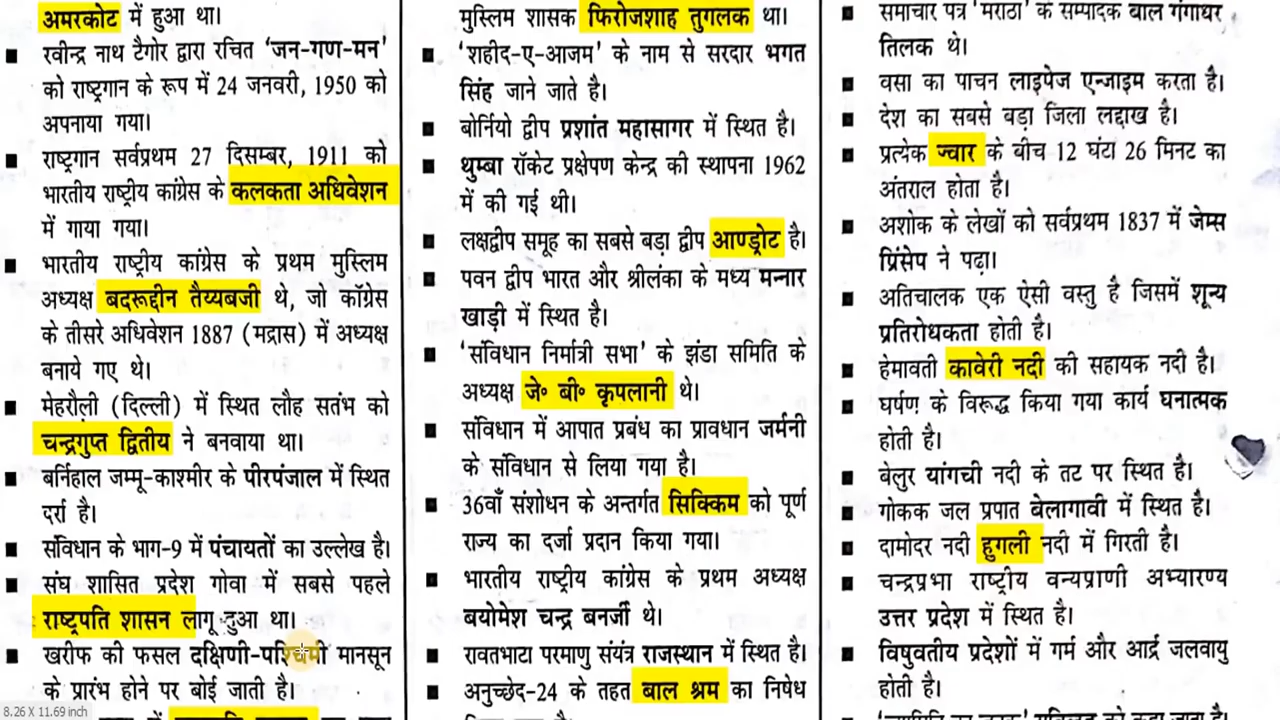 अमरकोट में हुआ था।
रवीन्द्र नाथ टैगोर द्वारा रचित 'जन-गण-मन'
को राष्ट्रगान के रूप में 24 जनवरी, 1950 को
अपनाया गया।
राष्ट्रगान सर्वप्रथम 27 दिसम्बर, 1911 को
भारतीय राष्ट्रीय कांग्रेस के कलकता अधिवेशन
में गाया गया।
भारतीय राष्ट्रीय कांग्रेस के प्रथम मुस्लिम
अध्यक्ष बदरूद्दीन तैय्यबजी थे, जो कॉग्रेस
के तीसरे अधिवेशन 1887 (मद्रास) में अध्यक्ष
बनाये गए थे।
मेहरौली (दिल्ली) में स्थित लौह सतंभ को
चन्द्रगुप्त द्वितीय ने बनवाया था।
बर्निहाल जम्मू-काश्मीर के पीरपंजाल में स्थित
दर्रा है।
संविधान के भाग-9 में पंचायतों का उल्लेख है।
संघ शासित प्रदेश गोवा में सबसे पहले
राष्ट्रपति शासन लागू हुआ था।
खरीफ की फसल दक्षिणी-पश्चिमी मानसून
के प्रारंभ होने पर बोई जाती है।
मुस्लिम शासक फिरोजशाह तुगलक था।
'शहीद-ए-आजम' के नाम से सरदार भगत
सिंह जाने जाते है।
बोर्नियो द्वीप प्रशांत महासागर में स्थित है।
थुम्बा रॉकेट प्रक्षेपण केन्द्र की स्थापना 1962
में की गई थी।
लक्षद्वीप समूह का सबसे बड़ा द्वीप आण्ड्रोट है।
पवन द्वीप भारत और श्रीलंका के मध्य मन्नार
खाड़ी में स्थित है।
'संविधान निर्मात्री सभा' के झंडा समिति के
अध्यक्ष जे॰ बी॰ कृपलानी थे।
संविधान में आपात प्रबंध का प्रावधान जर्मनी
के संविधान से लिया गया है।
36वाँ संशोधन के अन्तर्गत सिक्किम को पूर्ण
राज्य का दर्जा प्रदान किया गया।
भारतीय राष्ट्रीय कांग्रेस के प्रथम अध्यक्ष
बयोमेश चन्द्र बनर्जी थे।
रावतभाटा परमाणु संयंत्र राजस्थान में स्थित है।
अनुच्छेद-24 के तहत बाल श्रम का निषेध
समाचार पत्र 'मराठा' के सम्पादक बाल गंगाधर
तिलक थे।
वसा का पाचन लाइपेज एन्जाइम करता है।
देश का सबसे बड़ा जिला लद्दाख है।
प्रत्येक ज्वार के बीच 12 घंटा 26 मिनट का
अंतराल होता है।
अशोक के लेखों को सर्वप्रथम 1837 में जेम्स
प्रिंसेप ने पढ़ा।
अतिचालक एक ऐसी वस्तु है जिसमें शून्य
प्रतिरोधकता होती है।
हेमावती कावेरी नदी की सहायक नदी है।
घर्षण के विरूद्ध किया गया कार्य घनात्मक
होती है।
बेलुर यांगची नदी के तट पर स्थित है।
गोकक जल प्रपात बेलागावी में स्थित है।
दामोदर नदी हुगली नदी में गिरती है।
चन्द्रप्रभा राष्ट्रीय वन्यप्राणी अभ्यारण्य
उत्तर प्रदेश में स्थित है।
विषुवतीय प्रदेशों में गर्म और आर्द्र जलवायु
होती है।
8.26 X 11.69 inch